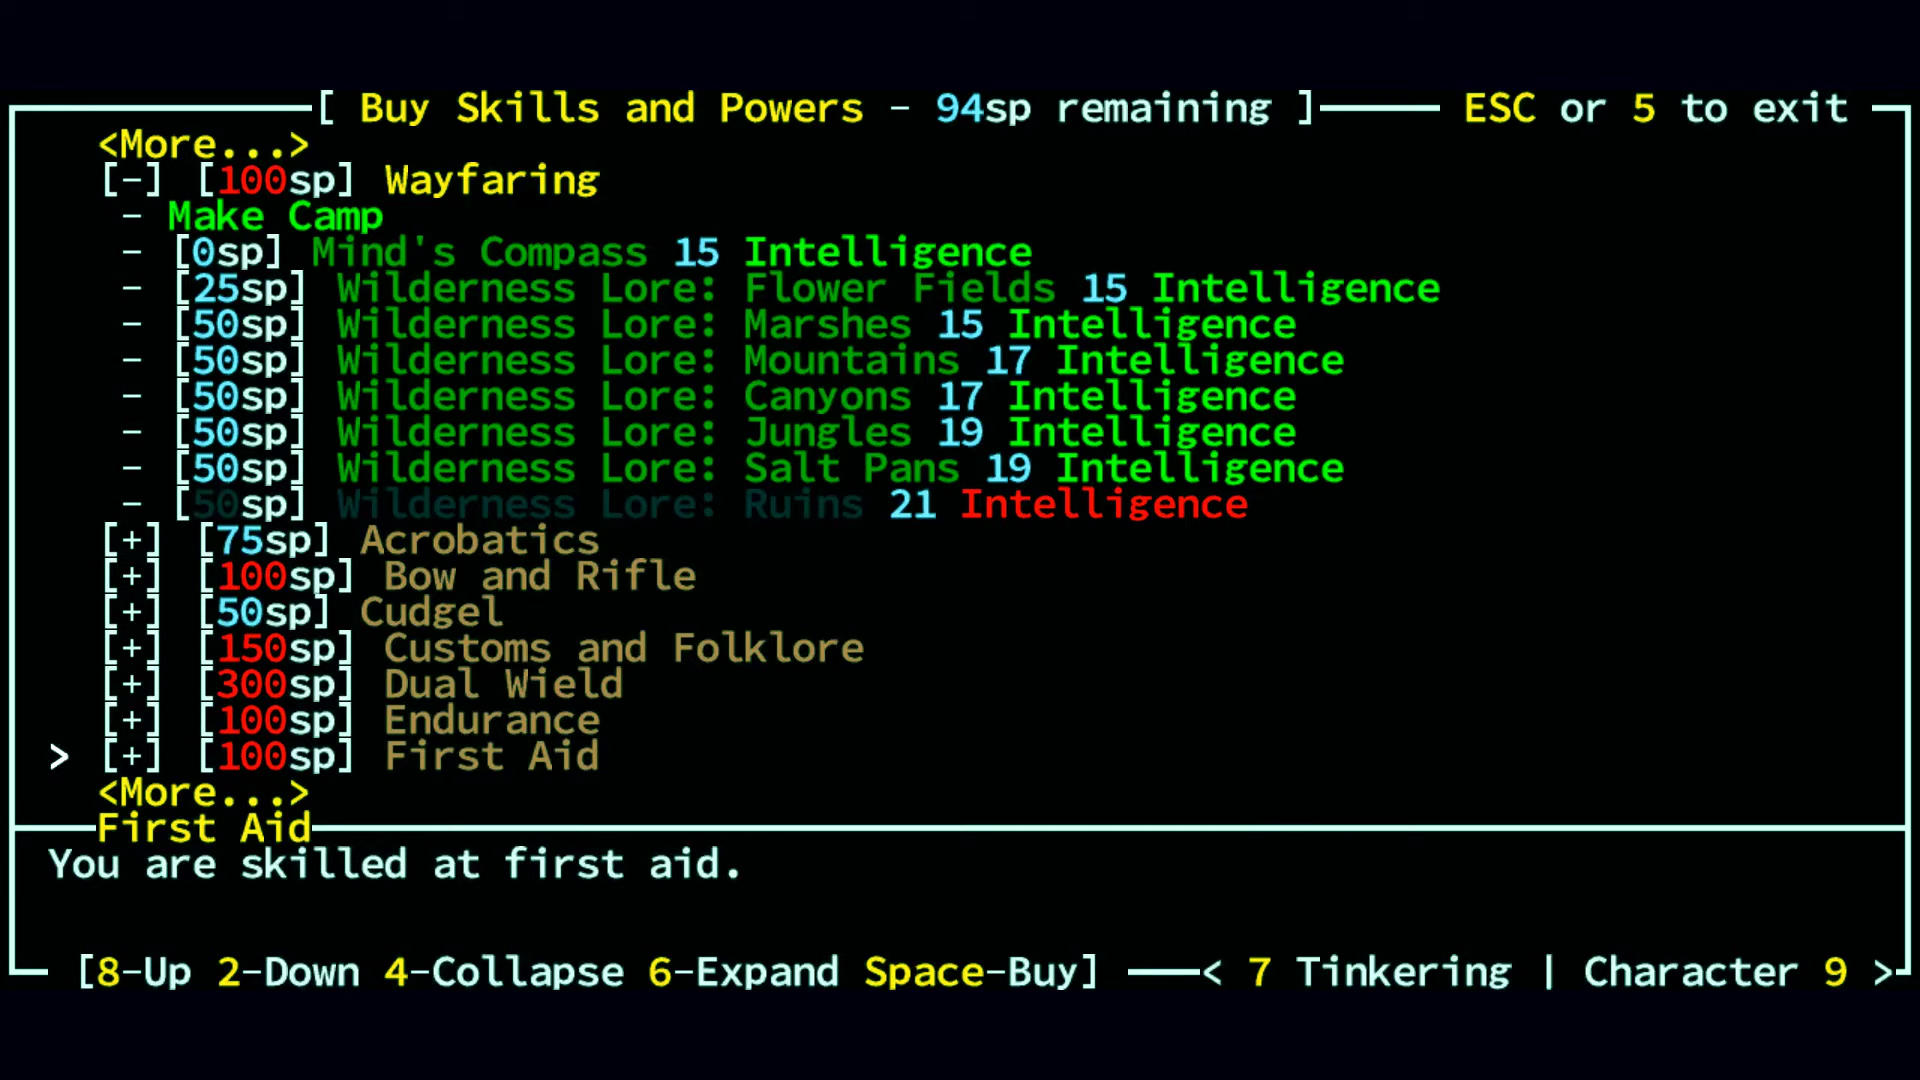 [ Buy Skills and Powers - 94sp remaining ] ESC or 5 to exit
<More...>
[-] [100sp] Wayfaring
- Make Camp
- [0sp] Mind's Compass 15 Intelligence
- [25sp] Wilderness Lore: Flower Fields 15 Intelligence
- [50sp] Wilderness Lore: Marshes 15 Intelligence
- [50sp] Wilderness Lore: Mountains 17 Intelligence
- [50sp] Wilderness Lore: Canyons 17 Intelligence
- [50sp] Wilderness Lore: Jungles 19 Intelligence
- [50sp] Wilderness Lore: Salt Pans 19 Intelligence
- [50sp] Wilderness Lore: Ruins 21 Intelligence
[+] [75sp] Acrobatics
[+] [100sp] Bow and Rifle
[+] [50sp] Cudgel
[+] [150sp] Customs and Folklore
[+] [300sp] Dual Wield
[+] [100sp] Endurance
> [+] [100sp] First Aid
<More...>
First Aid
You are skilled at first aid.
[8-Up 2-Down 4-Collapse 6-Expand Space-Buy] < 7 Tinkering | Character 9 >